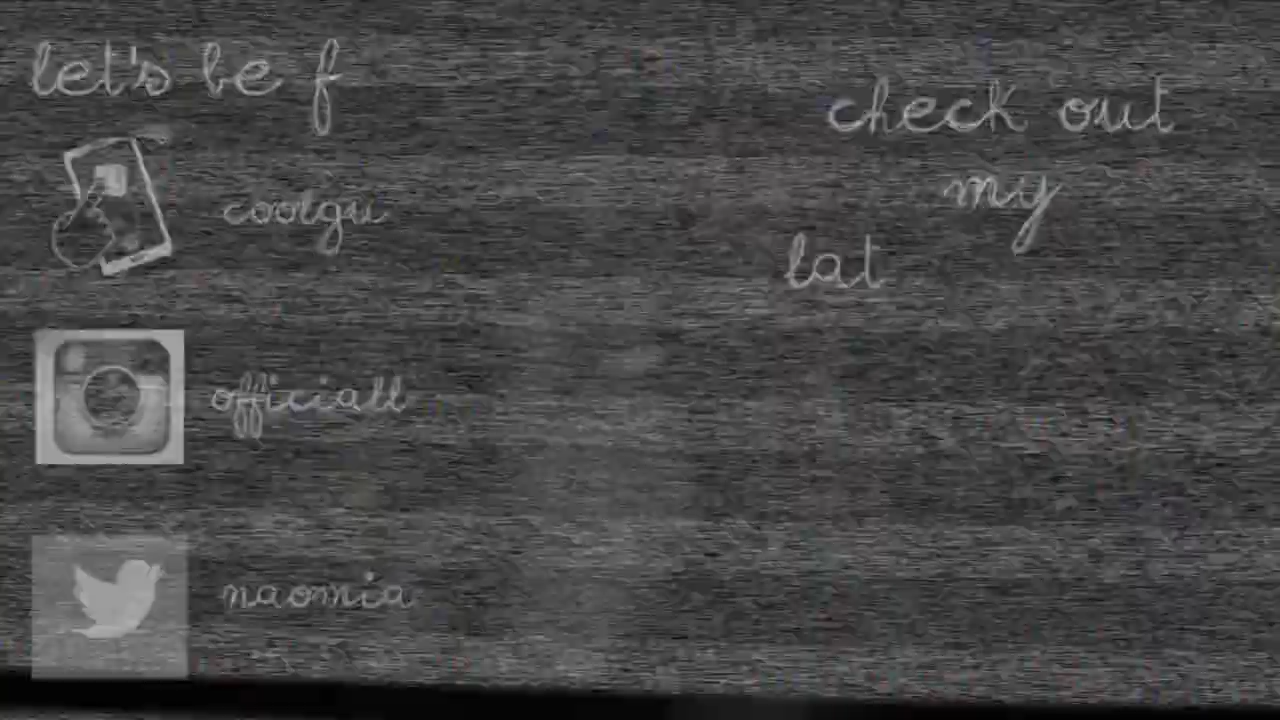 let's be f
check out
my
lat
coolgu
officiall
naomia